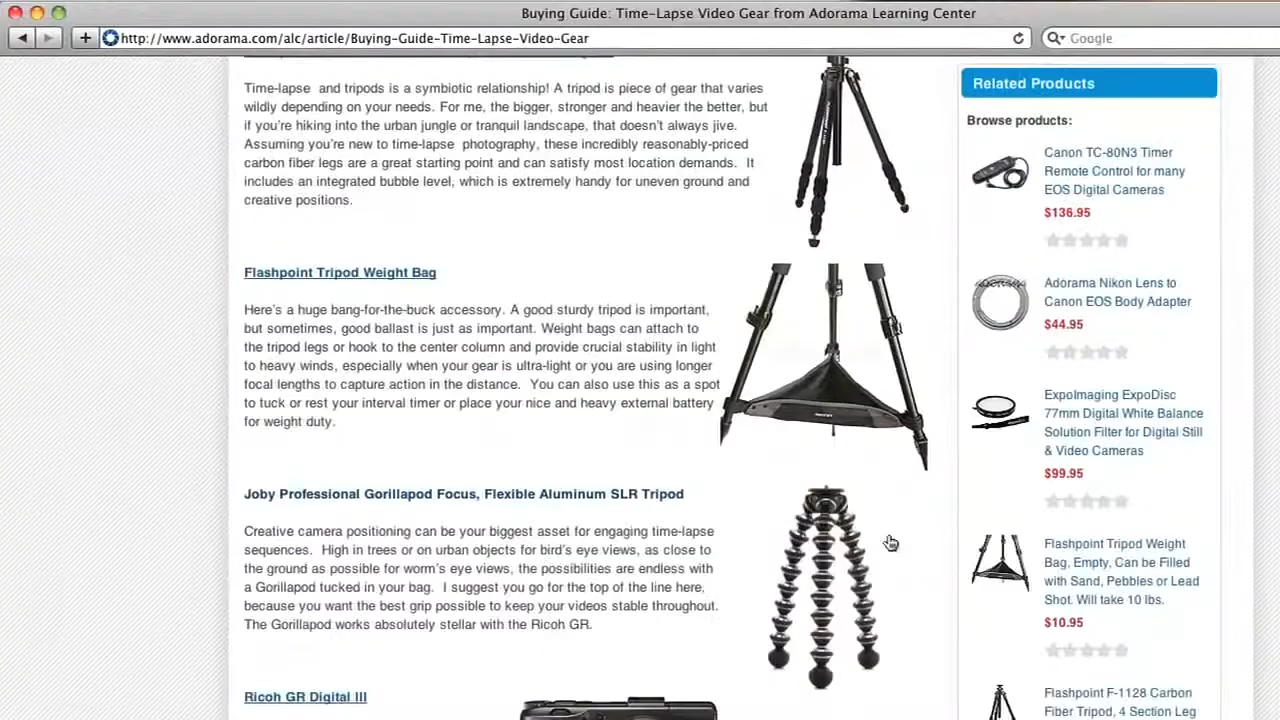 Buying Guide: Time-Lapse Video Gear from Adorama Learning Center
http://www.adorama.com/alc/article/Buying-Guide-Time-Lapse-Video-Gear
Google
Time-lapse and tripods is a symbiotic relationship! A tripod is piece of gear that varies
wildly depending on your needs. For me, the bigger, stronger and heavier the better, but
if you're hiking into the urban jungle or tranquil landscape, that doesn't always jive.
Assuming you're new to time-lapse photography, these incredibly reasonably-priced
carbon fiber legs are a great starting point and can satisfy most location demands. It
includes an integrated bubble level, which is extremely handy for uneven ground and
creative positions.
Flashpoint Tripod Weight Bag
Here's a huge bang-for-the-buck accessory. A good sturdy tripod is important,
but sometimes, good ballast is just as important. Weight bags can attach to
the tripod legs or hook to the center column and provide crucial stability in light
to heavy winds, especially when your gear is ultra-light or you are using longer
focal lengths to capture action in the distance. You can also use this as a spot
to tuck or rest your interval timer or place your nice and heavy external battery
for weight duty.
Joby Professional Gorillapod Focus, Flexible Aluminum SLR Tripod
Creative camera positioning can be your biggest asset for engaging time-lapse
sequences. High in trees or on urban objects for bird's eye views, as close to
the ground as possible for worm's eye views, the possibilities are endless with
a Gorillapod tucked in your bag. I suggest you go for the top of the line here,
because you want the best grip possible to keep your videos stable throughout.
The Gorillapod works absolutely stellar with the Ricoh GR.
Ricoh GR Digital III
Related Products
Browse products:
Canon TC-80N3 Timer
Remote Control for many
EOS Digital Cameras
$136.95
Adorama Nikon Lens to
Canon EOS Body Adapter
$44.95
ExpoImaging ExpoDisc
77mm Digital White Balance
Solution Filter for Digital Still
& Video Cameras
$99.95
Flashpoint Tripod Weight
Bag, Empty, Can be Filled
with Sand, Pebbles or Lead
Shot. Will take 10 lbs.
$10.95
Flashpoint F-1128 Carbon
Fiber Tripod, 4 Section Leg